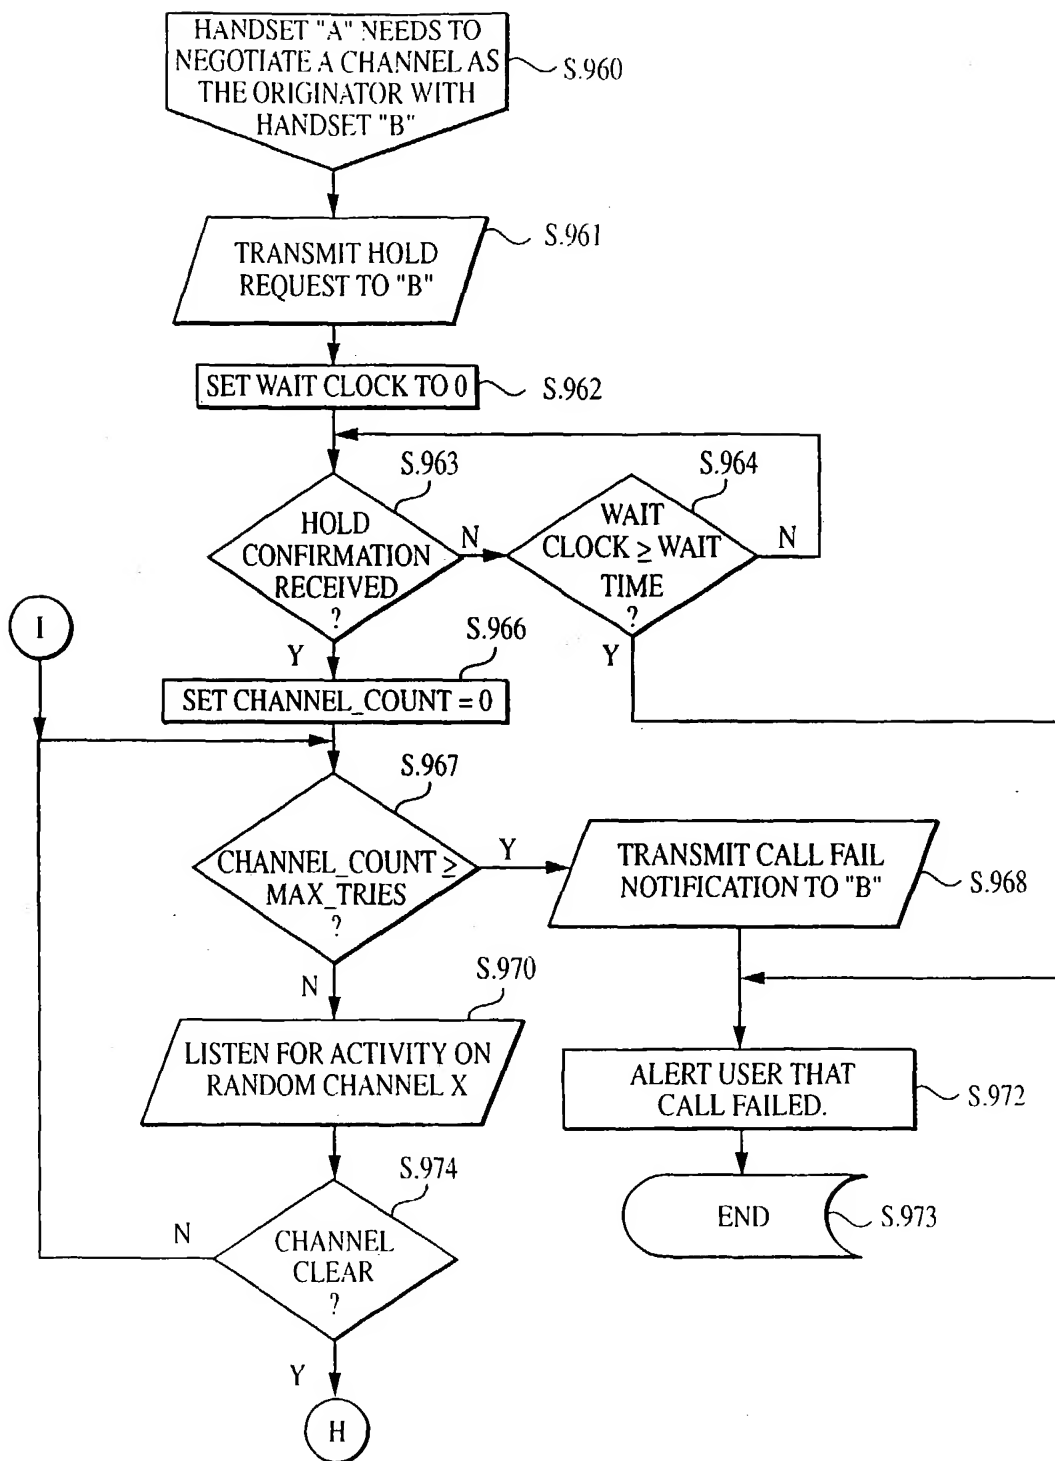 HANDSET "A" NEEDS TO
NEGOTIATE A CHANNEL AS
THE ORIGINATOR WITH
HANDSET "B"
S.960
TRANSMIT HOLD
REQUEST TO "B"
S.961
SET WAIT CLOCK TO 0
S.962
S.963
HOLD
CONFIRMATION
RECEIVED
?
N
Y
S.964
WAIT
CLOCK ≥ WAIT
TIME
?
N
Y
I
S.966
SET CHANNEL_COUNT = 0
S.967
CHANNEL_COUNT ≥
MAX_TRIES
?
Y
N
TRANSMIT CALL FAIL
NOTIFICATION TO "B"
S.968
S.970
LISTEN FOR ACTIVITY ON
RANDOM CHANNEL X
ALERT USER THAT
CALL FAILED.
S.972
S.974
CHANNEL
CLEAR
?
N
Y
END
S.973
H